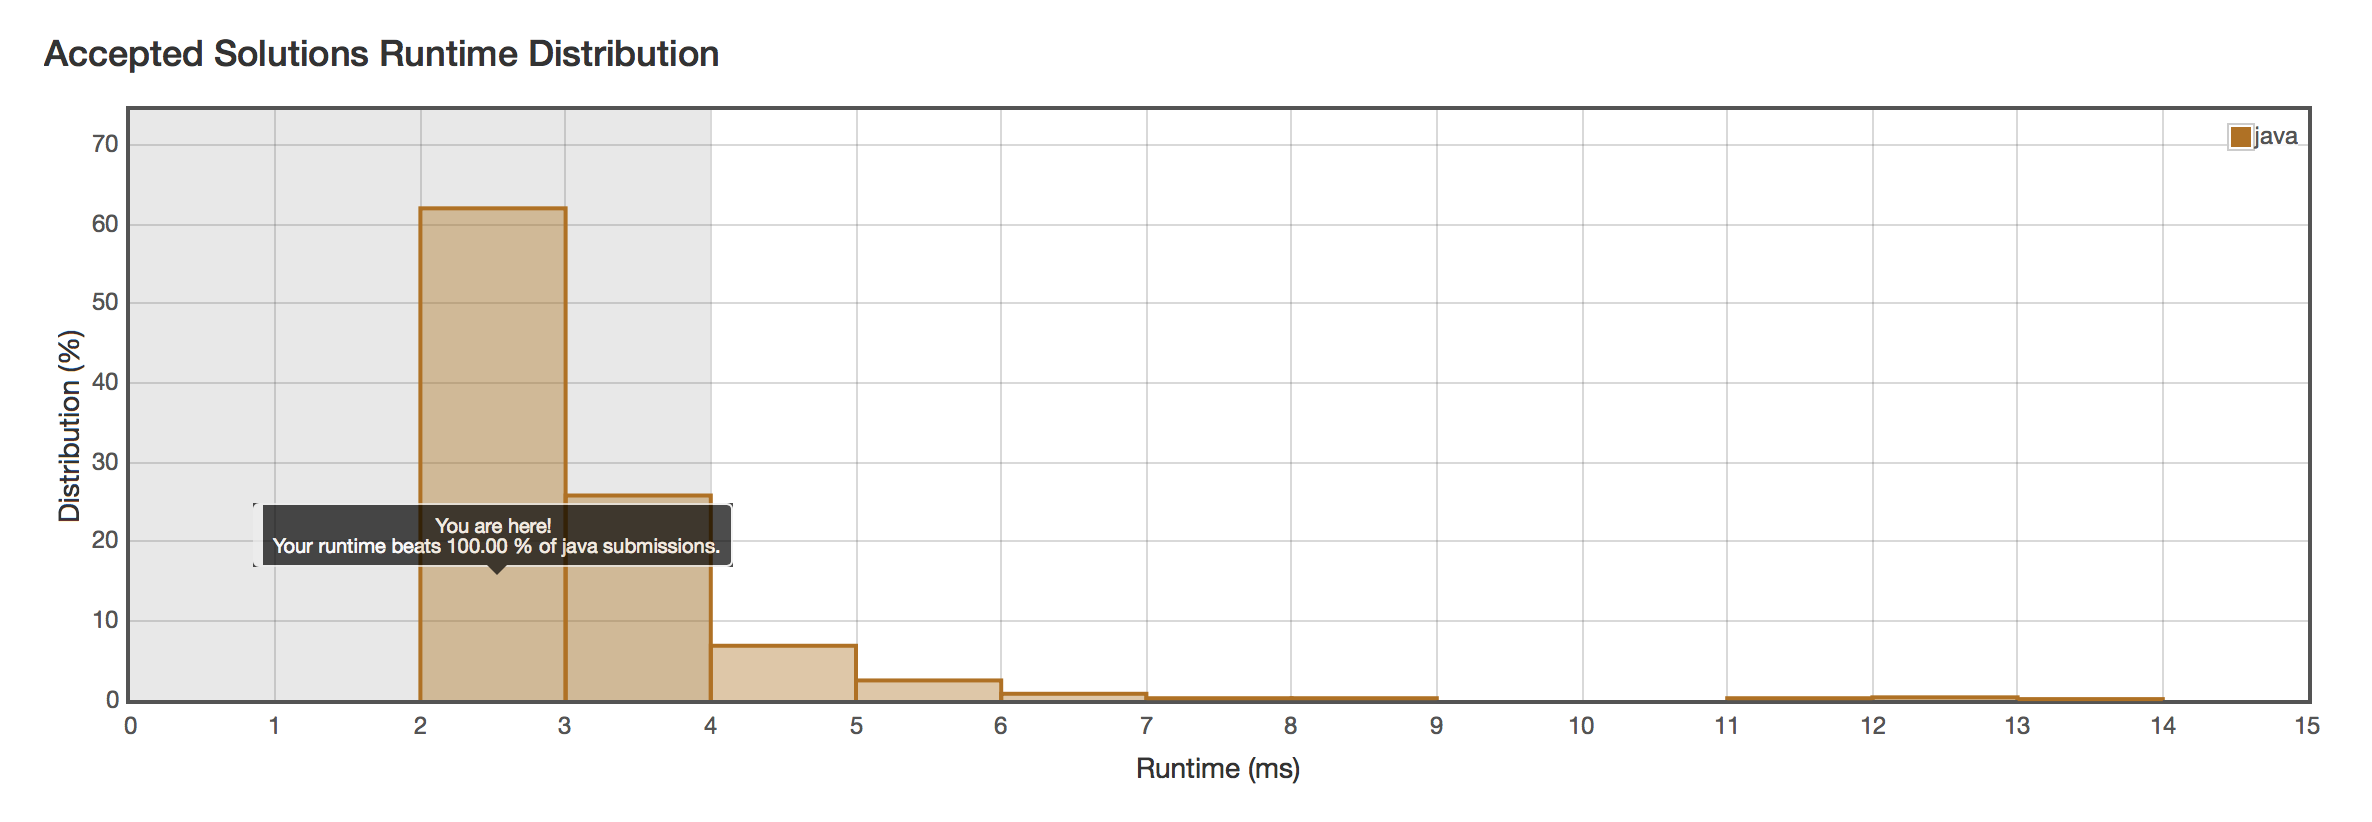 Accepted Solutions Runtime Distribution
java
70
60
50
40
30
20
10
0
Distribution (%)
You are here!
Your runtime beats 100.00 % of java submissions.
0 1 2 3 4 5 6 7 8 9 10 11 12 13 14 15
Runtime (ms)